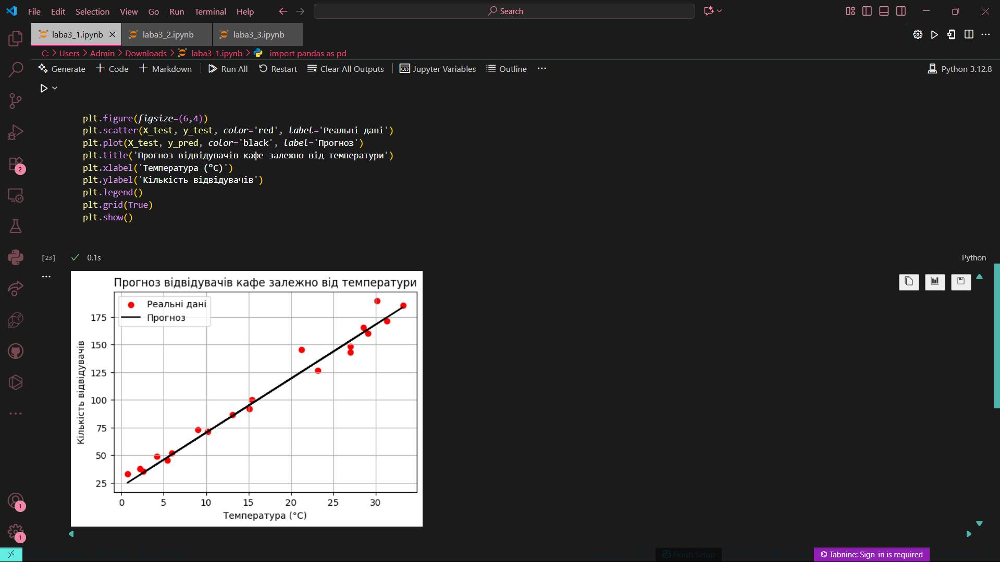 File Edit Selection View Go Run Terminal Help Search
laba3_1.ipynb laba3_2.ipynb laba3_3.ipynb
C: > Users > Admin > Downloads > laba3_1.ipynb > import pandas as pd
Generate + Code + Markdown Run All Restart Clear All Outputs Jupyter Variables Outline ... Python 3.12.8
plt.figure(figsize=(6,4))
plt.scatter(X_test, y_test, color='red', label='Реальні дані')
plt.plot(X_test, y_pred, color='black', label='Прогноз')
plt.title('Прогноз відвідувачів кафе залежно від температури')
plt.xlabel('Температура (°C)')
plt.ylabel('Кількість відвідувачів')
plt.legend()
plt.grid(True)
plt.show()
[23] 0.1s Python
Прогноз відвідувачів кафе залежно від температури
Реальні дані
Прогноз
175
150
125
100
75
50
25
Кількість відвідувачів
0 5 10 15 20 25 30
Температура (°C)
2
1
1
Finish Setup Tabnine: Sign-in is required